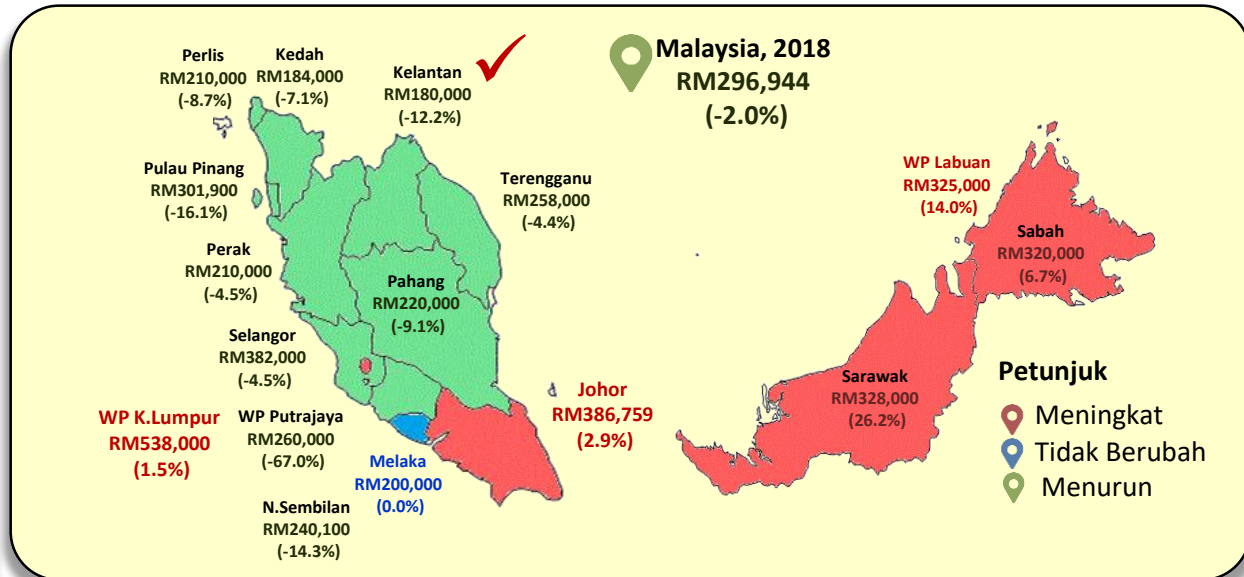 Malaysia, 2018
RM296,944
(-2.0%)
Perlis
RM210,000
(-8.7%)
Kedah
RM184,000
(-7.1%)
Kelantan
RM180,000
(-12.2%)
Pulau Pinang
RM301,900
(-16.1%)
Terengganu
RM258,000
(-4.4%)
Perak
RM210,000
(-4.5%)
Pahang
RM220,000
(-9.1%)
Selangor
RM382,000
(-4.5%)
WP K.Lumpur
RM538,000
(1.5%)
WP Putrajaya
RM260,000
(-67.0%)
Melaka
RM200,000
(0.0%)
Johor
RM386,759
(2.9%)
N.Sembilan
RM240,100
(-14.3%)
WP Labuan
RM325,000
(14.0%)
Sabah
RM320,000
(6.7%)
Sarawak
RM328,000
(26.2%)
Petunjuk
Meningkat
Tidak Berubah
Menurun